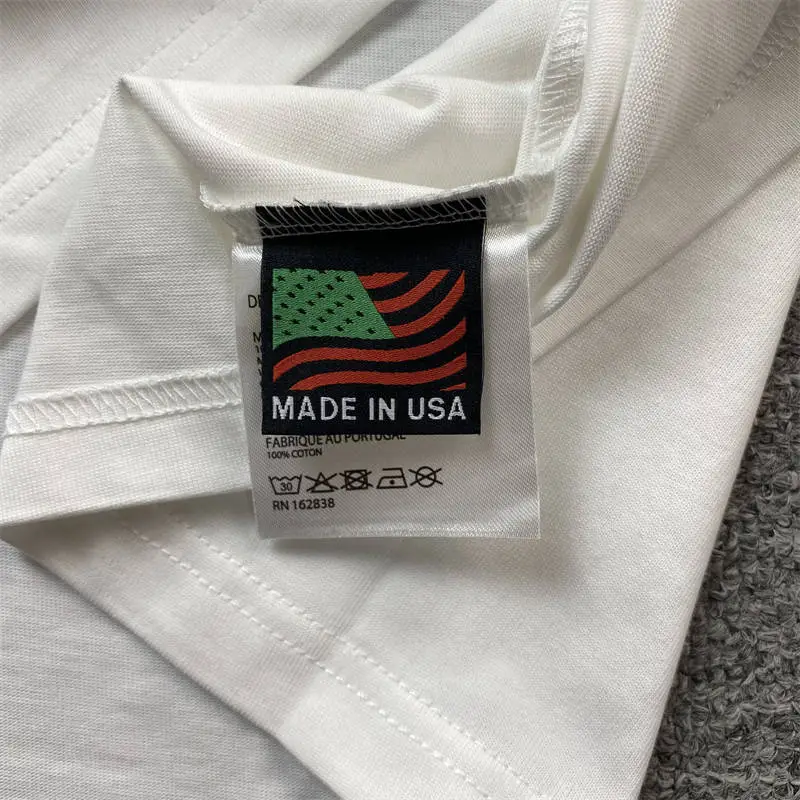 MADE IN USA
FABRIQUE AU PORTUGAL
100% COTON
30
RN 162838